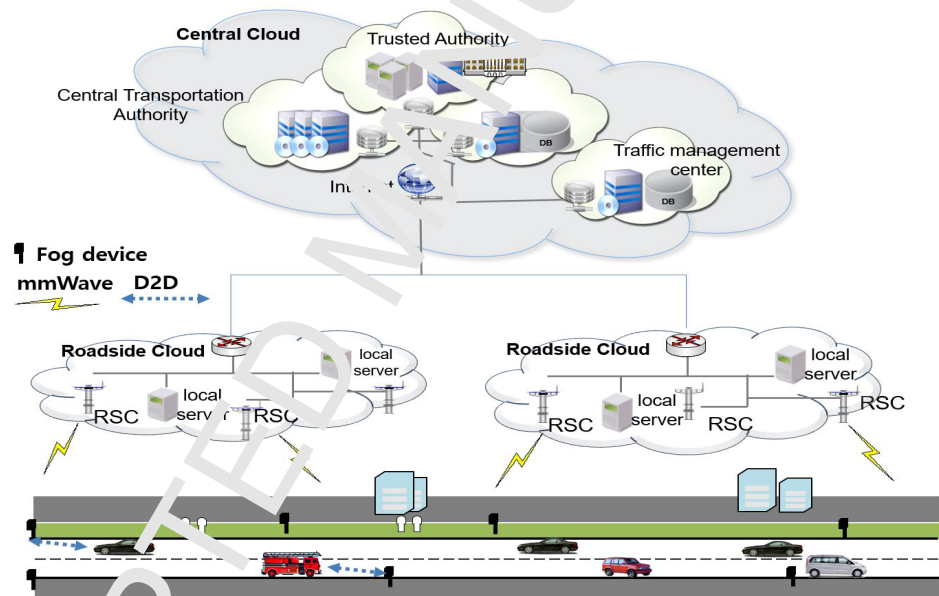 Central Cloud
Trusted Authority
Central Transportation
Authority
DB
Traffic management
center
DB
Fog device
mmWave D2D
Roadside Cloud
local
server
local
server
RSC
RSC
Roadside Cloud
local
server
local
server
RSC
RSC
RSC